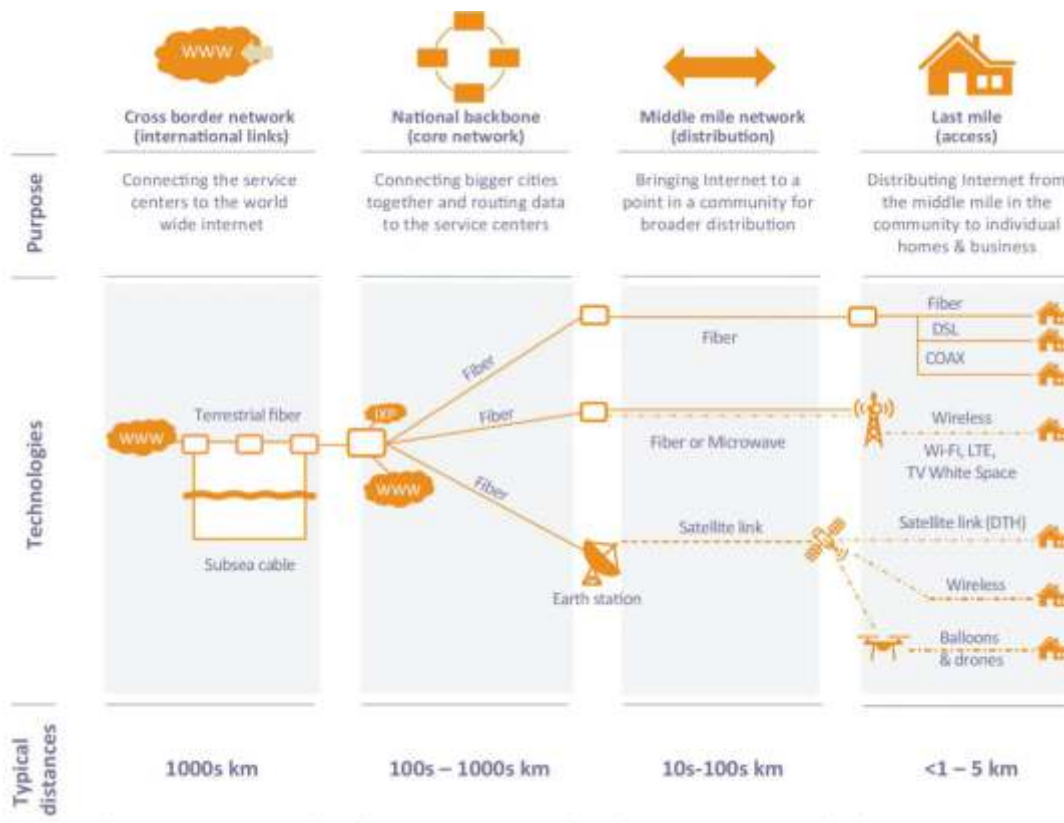 WWW
Cross border network
(international links)
National backbone
(core network)
Middle mile network
(distribution)
Last mile
(access)
Purpose
Connecting the service
centers to the world
wide internet
Connecting bigger cities
together and routing data
to the service centers
Bringing Internet to a
point in a community for
broader distribution
Distributing Internet from
the middle mile in the
community to individual
homes & business
Technologies
WWW
Terrestrial fiber
Subsea cable
IXP
WWW
Fiber
Fiber
Fiber
Earth station
Fiber
Fiber or Microwave
Satellite link
Fiber
DSL
COAX
Wireless
Wi-Fi, LTE,
TV White Space
Satellite link (DTH)
Wireless
Balloons
& drones
Typical
distances
1000s km
100s – 1000s km
10s-100s km
<1 – 5 km